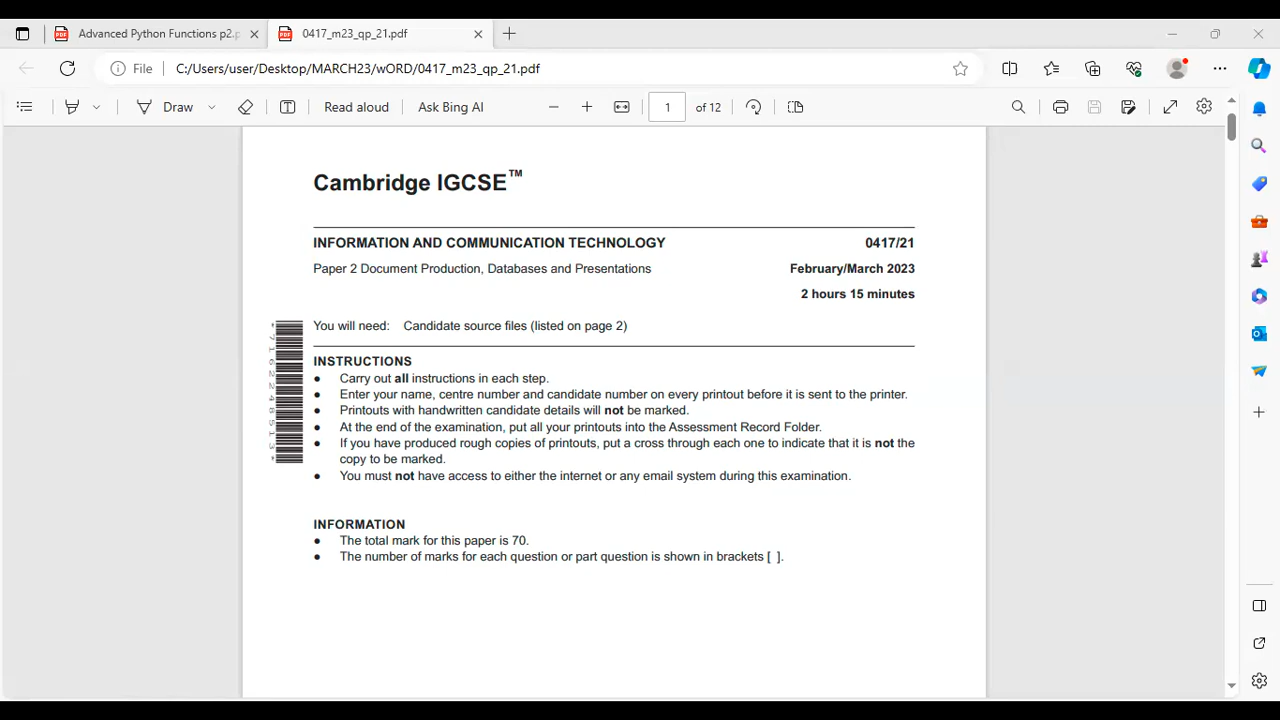 Advanced Python Functions p2.p
0417_m23_qp_21.pdf
File C:/Users/user/Desktop/MARCH23/wORD/0417_m23_qp_21.pdf
Draw Read aloud Ask Bing AI 1 of 12
Cambridge IGCSE™
INFORMATION AND COMMUNICATION TECHNOLOGY 0417/21
Paper 2 Document Production, Databases and Presentations February/March 2023
2 hours 15 minutes
You will need: Candidate source files (listed on page 2)
INSTRUCTIONS
● Carry out all instructions in each step.
● Enter your name, centre number and candidate number on every printout before it is sent to the printer.
● Printouts with handwritten candidate details will not be marked.
● At the end of the examination, put all your printouts into the Assessment Record Folder.
● If you have produced rough copies of printouts, put a cross through each one to indicate that it is not the
copy to be marked.
● You must not have access to either the internet or any email system during this examination.
INFORMATION
● The total mark for this paper is 70.
● The number of marks for each question or part question is shown in brackets [ ].